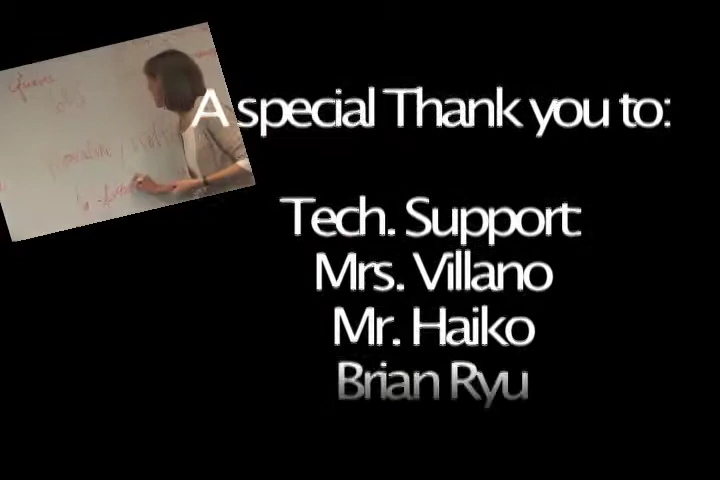 A special Thank you to:
Tech. Support:
Mrs. Villano
Mr. Haiko
Brian Ryu